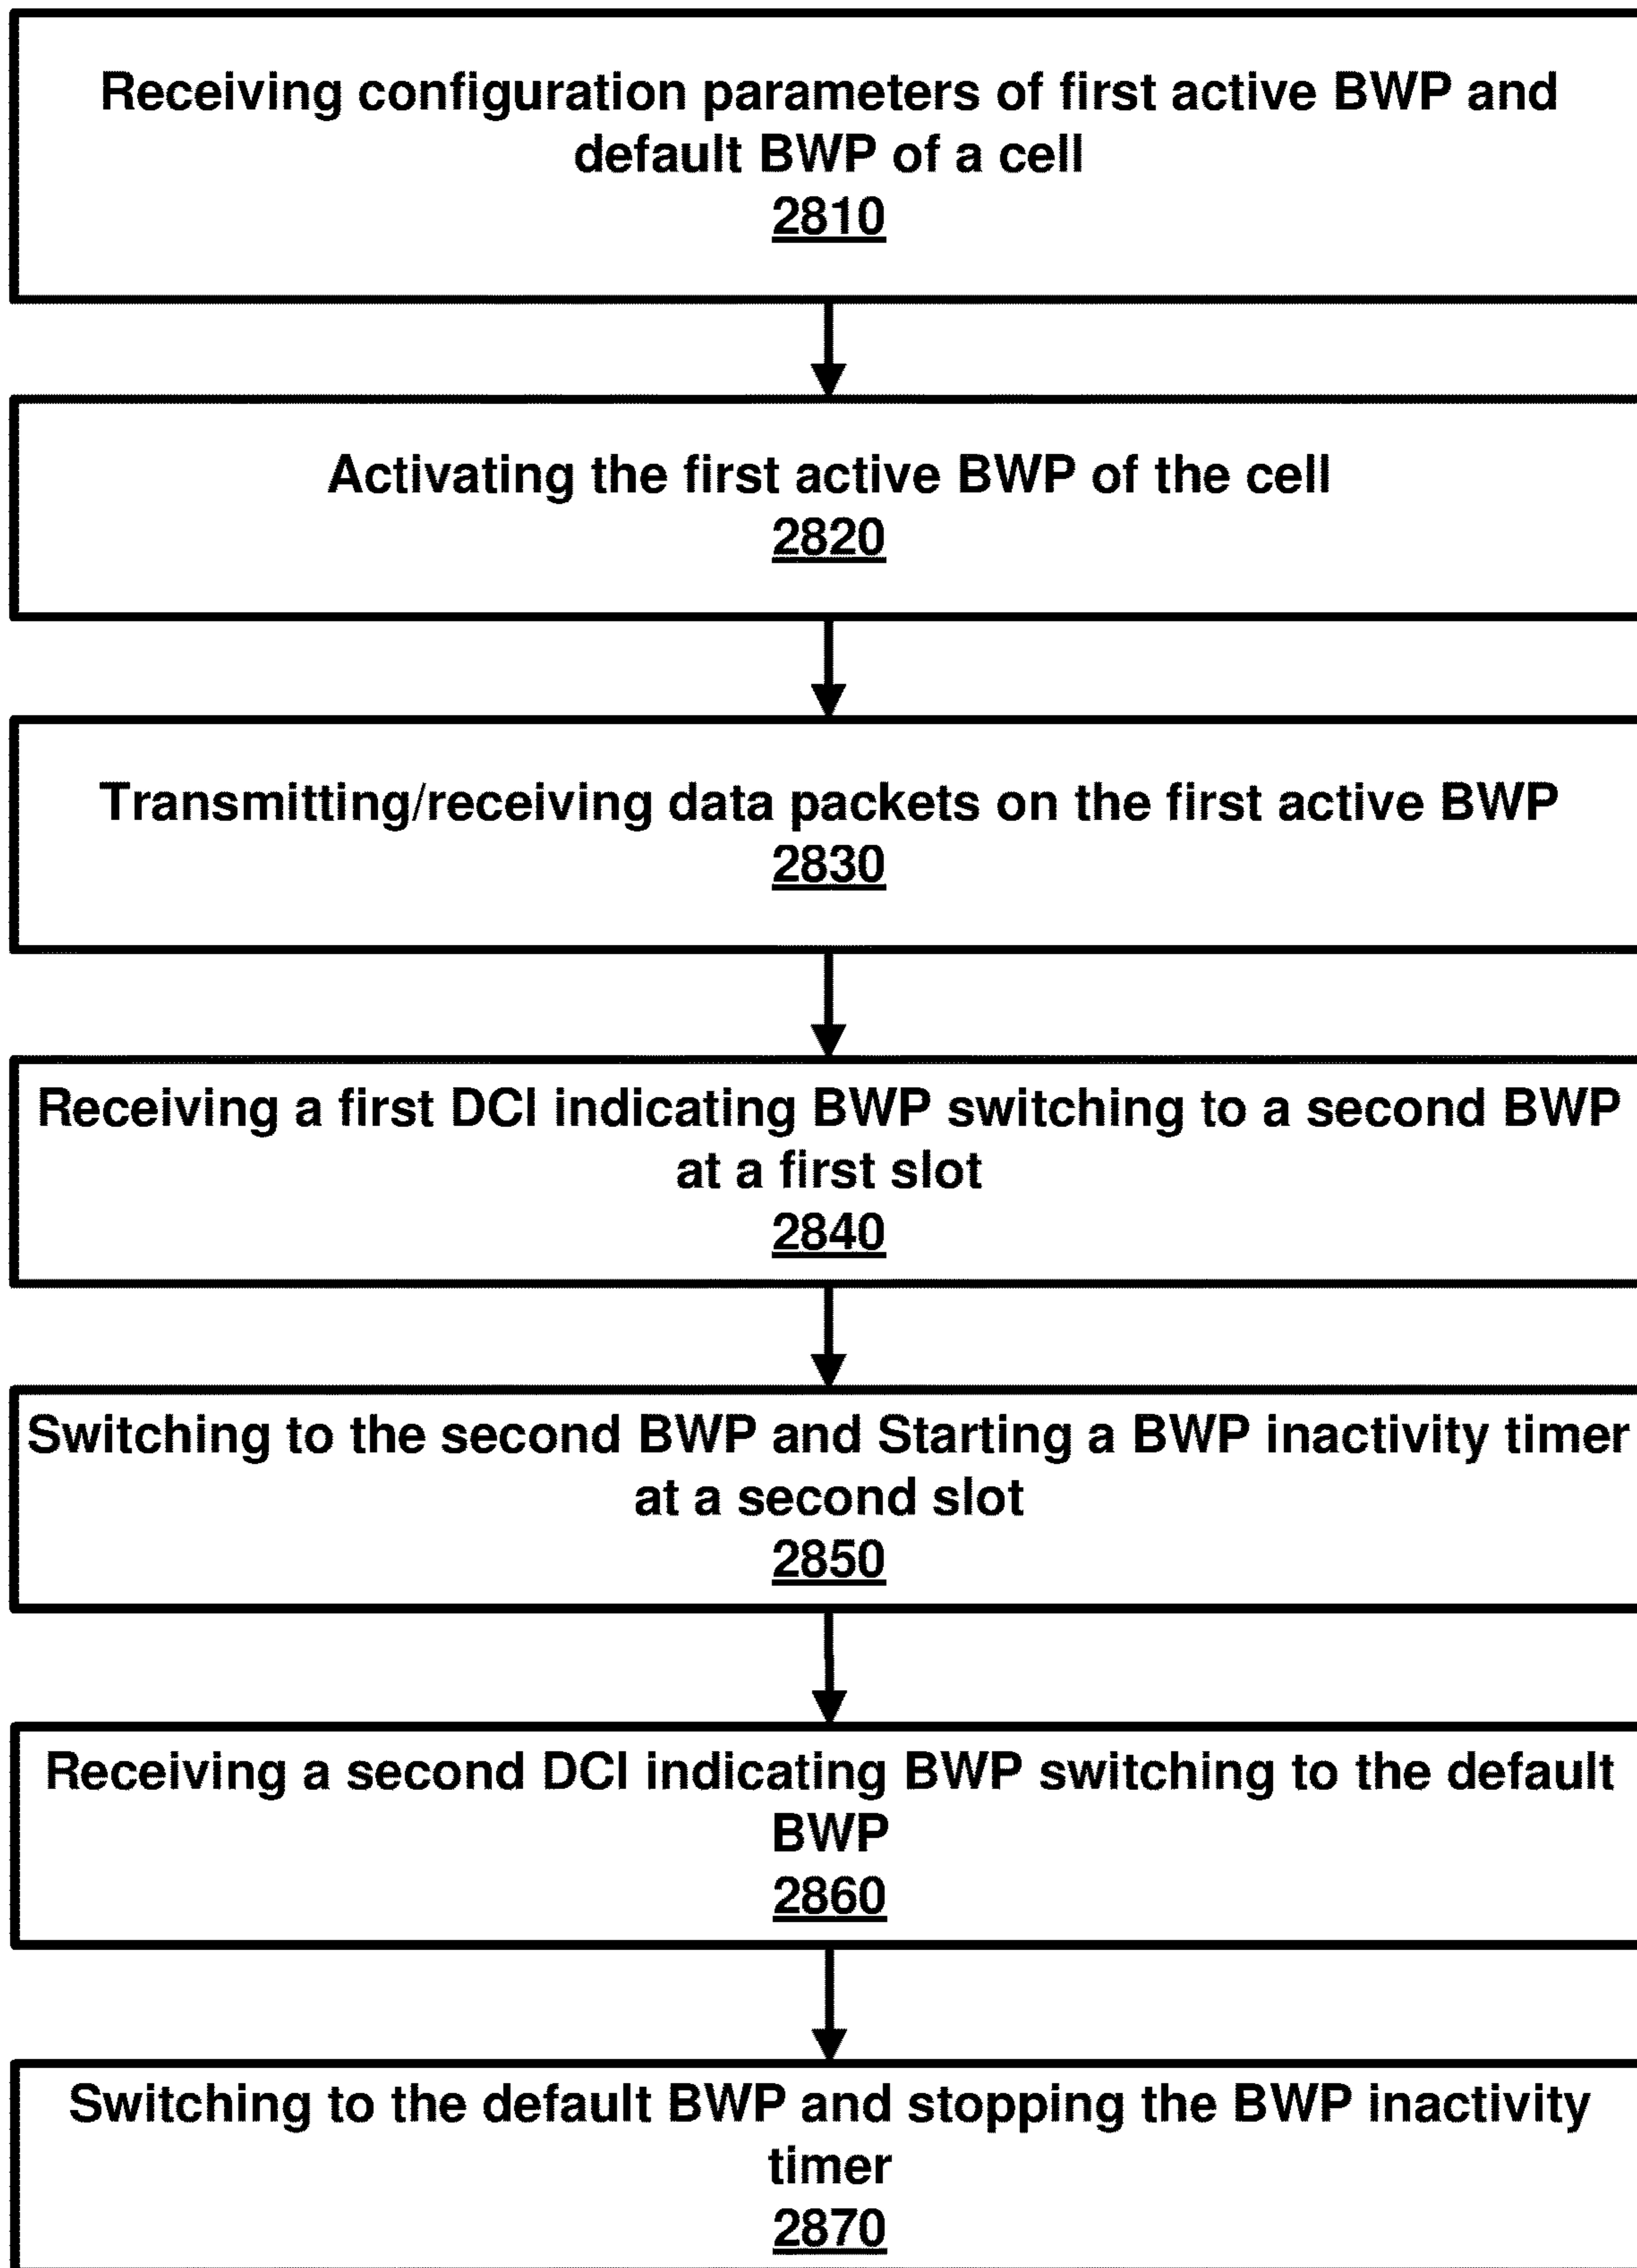 Receiving configuration parameters of first active BWP and
default BWP of a cell
2810
Activating the first active BWP of the cell
2820
Transmitting/receiving data packets on the first active BWP
2830
Receiving a first DCI indicating BWP switching to a second BWP
at a first slot
2840
Switching to the second BWP and Starting a BWP inactivity timer
at a second slot
2850
Receiving a second DCI indicating BWP switching to the default
BWP
2860
Switching to the default BWP and stopping the BWP inactivity
timer
2870